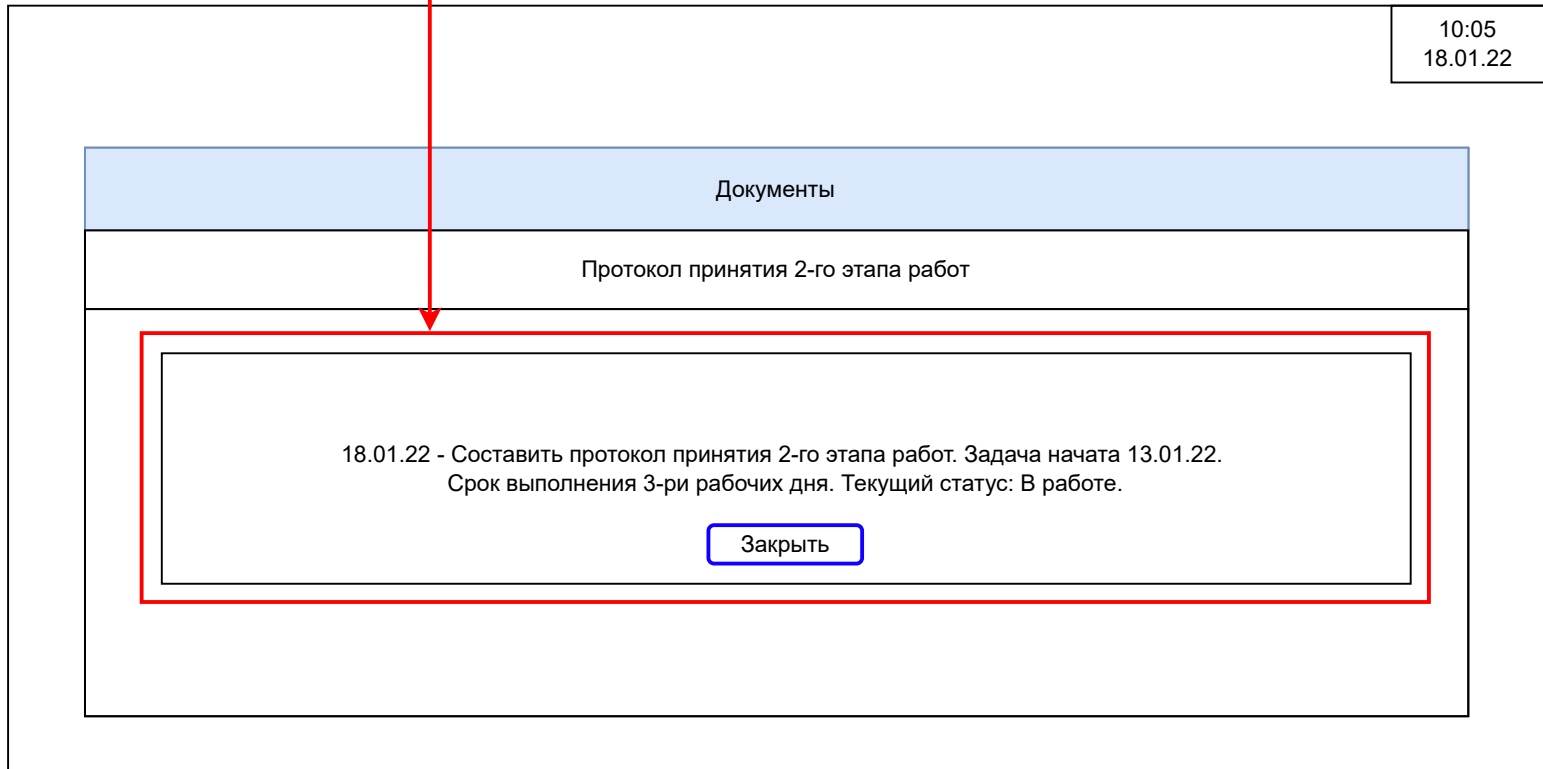 10:05
18.01.22
Документы
Протокол принятия 2-го этапа работ
18.01.22 - Составить протокол принятия 2-го этапа работ. Задача начата 13.01.22.
Срок выполнения 3-ри рабочих дня. Текущий статус: В работе.
Закрыть